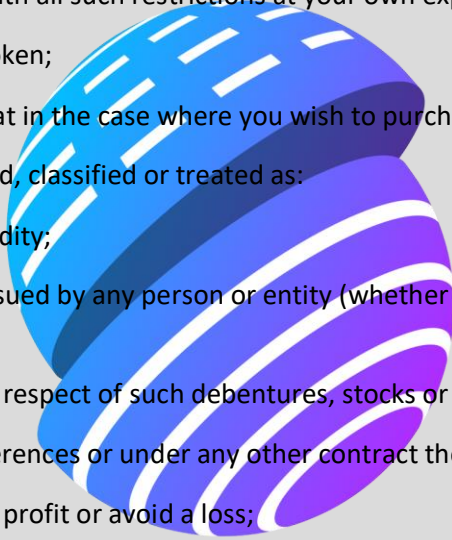 with all such restrictions at your own exp
oken;
at in the case where you wish to purch
d, classified or treated as:
dity;
sued by any person or entity (whether
respect of such debentures, stocks or
erences or under any other contract the
profit or avoid a loss;